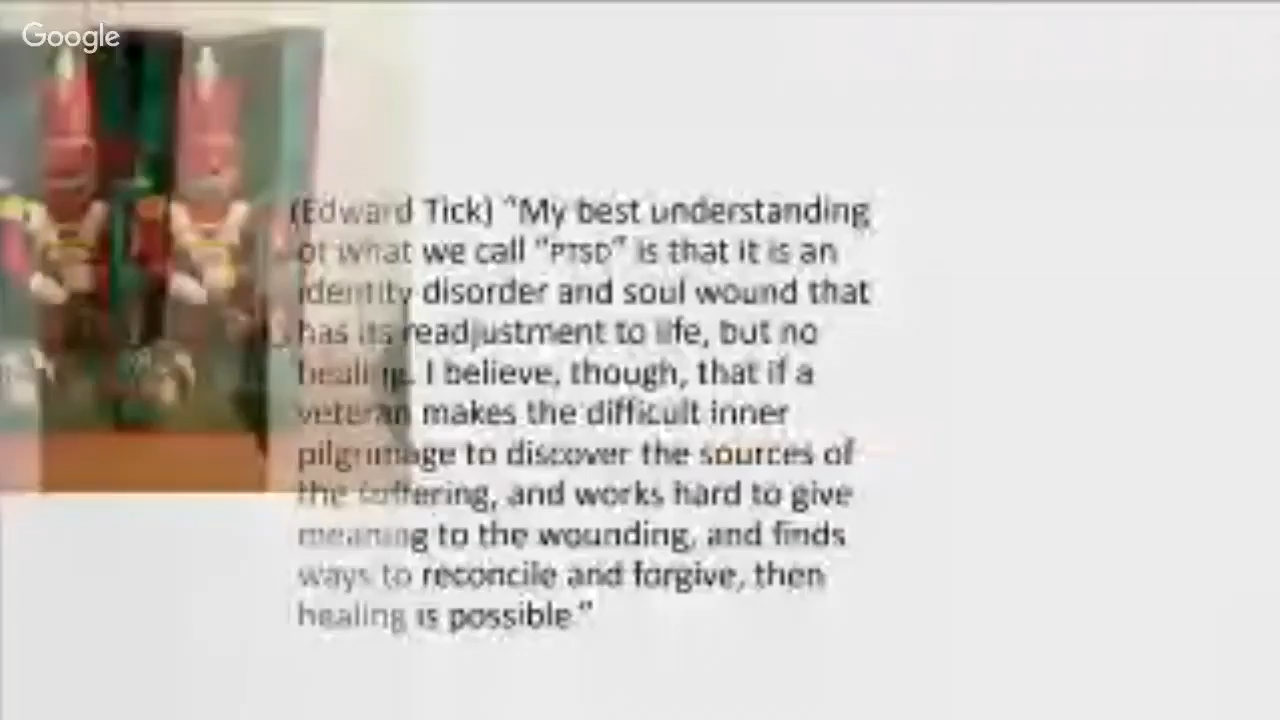 Google
(Edward Tick) "My best understanding
of what we call "PTSD" is that it is an
identity disorder and soul wound that
has its readjustment to life, but no
healing. I believe, though, that if a
veteran makes the difficult inner
pilgrimage to discover the sources of
the suffering, and works hard to give
meaning to the wounding, and finds
ways to reconcile and forgive, then
healing is possible."